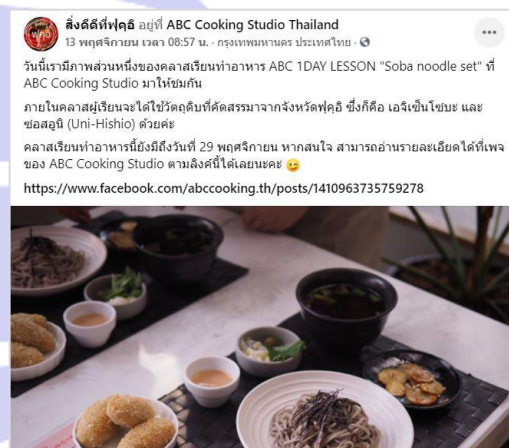 สิ่งดีดีที่ฟุคุอิ อยู่ที่ ABC Cooking Studio Thailand
13 พฤศจิกายน เวลา 08:57 น. · กรุงเทพมหานคร ประเทศไทย ·
วันนี้เรามีภาพส่วนหนึ่งของคลาสเรียนทำอาหาร ABC 1DAY LESSON "Soba noodle set" ที่
ABC Cooking Studio มาให้ชมกัน
ภายในคลาสผู้เรียนจะได้ใช้วัตถุดิบที่คัดสรรมาจากจังหวัดฟุคุอิ ซึ่งก็คือ เอจิเซ็นโซบะ และ
ซอสอุนิ (Uni-Hishio) ด้วยค่ะ
คลาสเรียนทำอาหารนี้ยังมีถึงวันที่ 29 พฤศจิกายน หากสนใจ สามารถอ่านรายละเอียดได้ที่เพจ
ของ ABC Cooking Studio ตามลิงค์นี้ได้เลยนะคะ 😉
https://www.facebook.com/abccooking.th/posts/1410963735759278